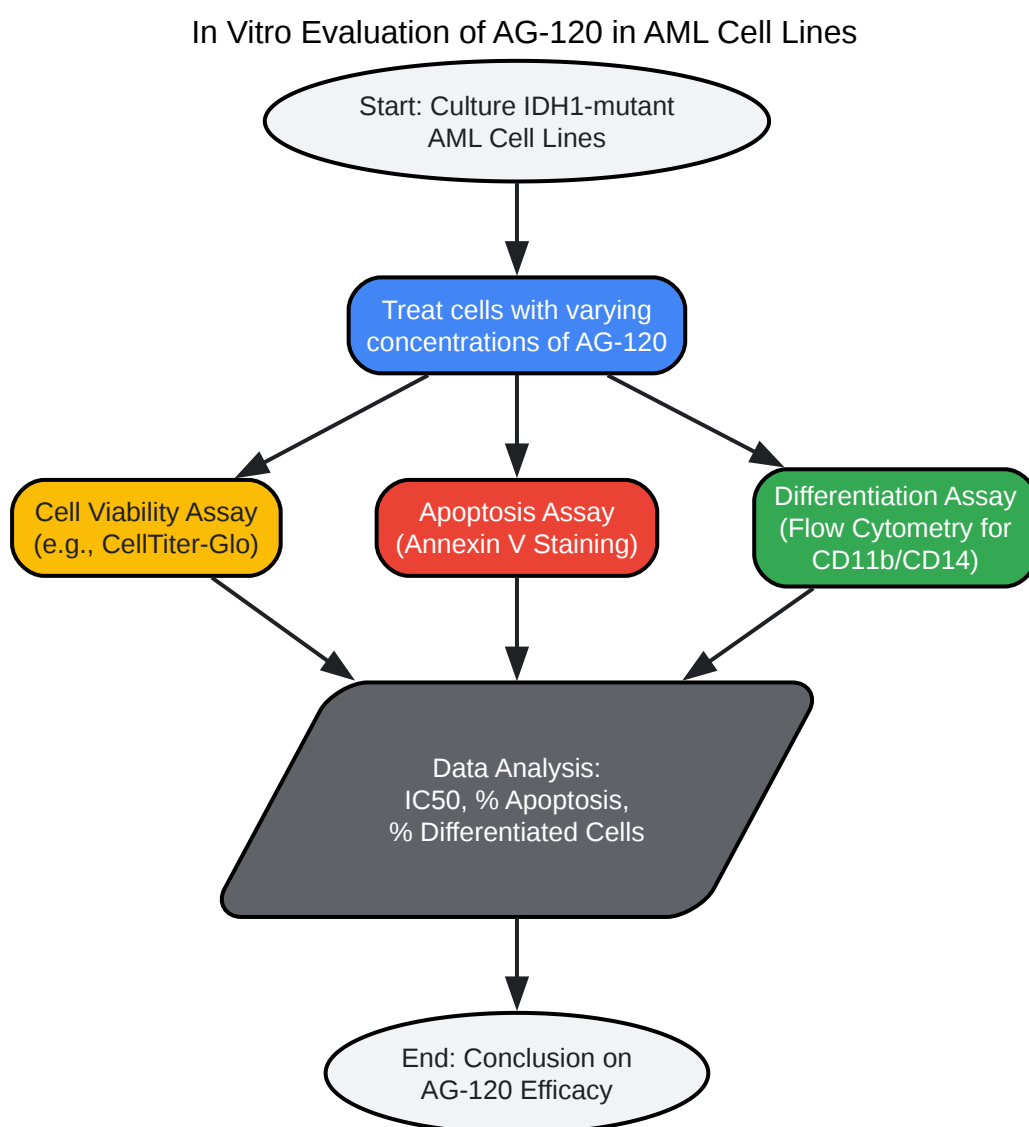 In Vitro Evaluation of AG-120 in AML Cell Lines
Start: Culture IDH1-mutant
AML Cell Lines
Treat cells with varying
concentrations of AG-120
Cell Viability Assay
(e.g., CellTiter-Glo)
Apoptosis Assay
(Annexin V Staining)
Differentiation Assay
(Flow Cytometry for
CD11b/CD14)
Data Analysis:
IC50, % Apoptosis,
% Differentiated Cells
End: Conclusion on
AG-120 Efficacy